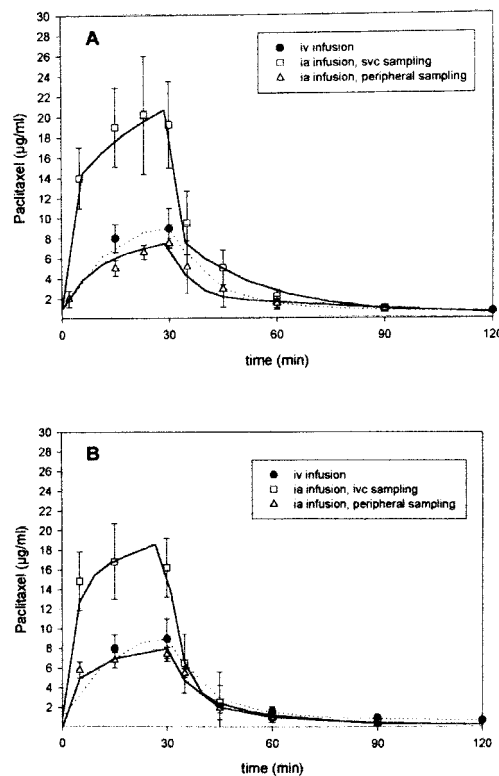 A
iv infusion
ia infusion, svc sampling
ia infusion, peripheral sampling
Paclitaxel (µg/ml)
30
28
26
24
22
20
18
16
14
12
10
8
6
4
2
0 30 60 90 120
time (min)
B
iv infusion
ia infusion, ivc sampling
ia infusion, peripheral sampling
Paclitaxel (µg/ml)
30
28
26
24
22
20
18
16
14
12
10
8
6
4
2
0 30 60 90 120
time (min)